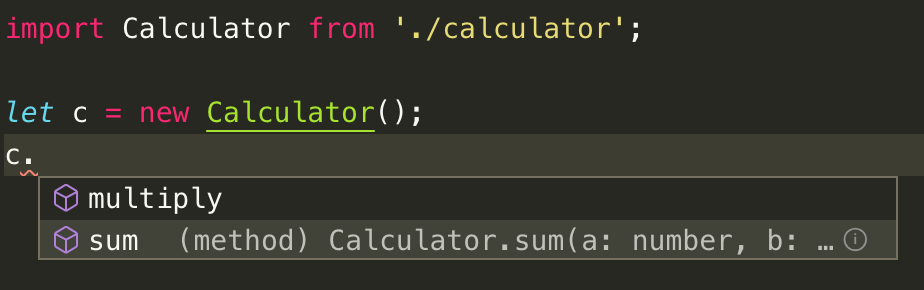 import Calculator from './calculator';
let c = new Calculator();
c.
multiply
sum (method) Calculator.sum(a: number, b: …